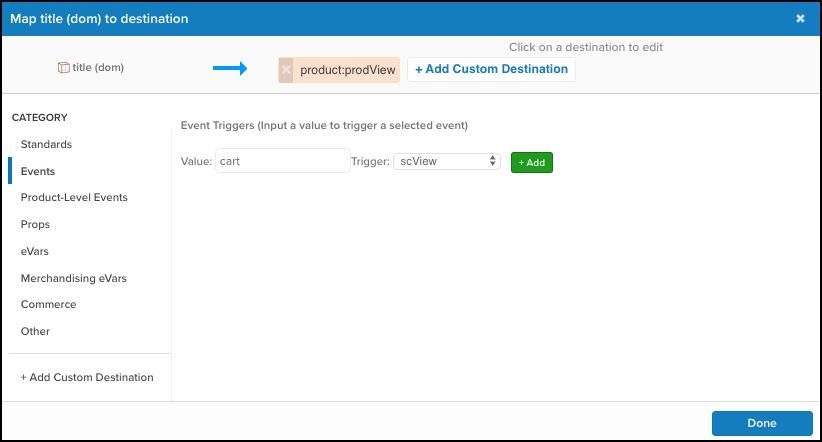 Map title (dom) to destination
Click on a destination to edit
title (dom)
product:prodView
+ Add Custom Destination
CATEGORY
Standards
Events
Product-Level Events
Props
eVars
Merchandising eVars
Commerce
Other
+ Add Custom Destination
Event Triggers (Input a value to trigger a selected event)
Value: cart Trigger: scView + Add
Done